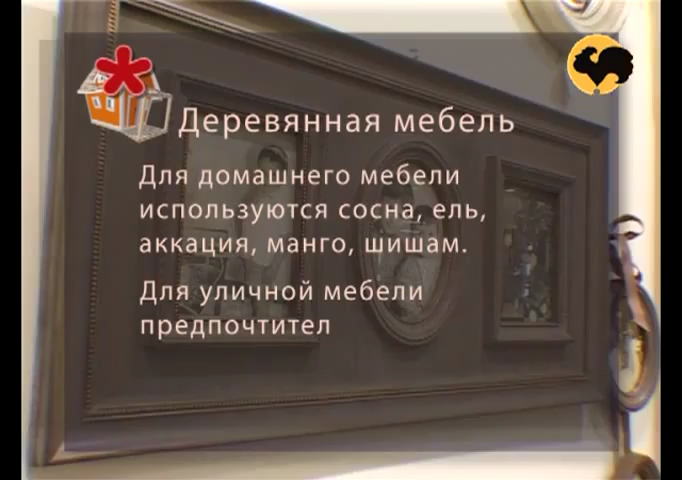 Деревянная мебель
Для домашнего мебели
используются сосна, ель,
аккация, манго, шишам.
Для уличной мебели
предпочтител